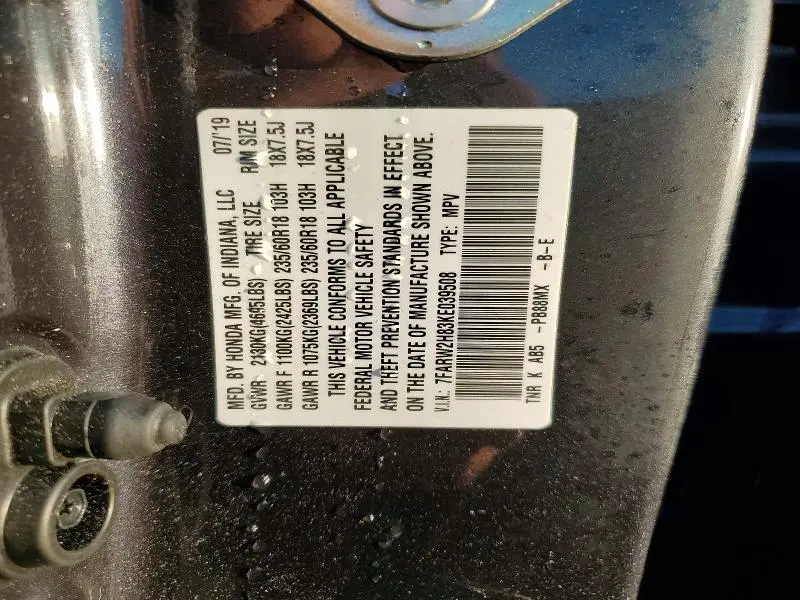 MFD. BY HONDA MFG. OF INDIANA, LLC 07/'19
GVWR 2130KG(4695LBS) TIRE SIZE RIM SIZE
GAWR F 1100KG(2425LBS) 235/60R18 103H 18X7.5J
GAWR R 1075KG(2369LBS) 235/60R18 103H 18X7.5J
THIS VEHICLE CONFORMS TO ALL APPLICABLE
FEDERAL MOTOR VEHICLE SAFETY
AND THEFT PREVENTION STANDARDS IN EFFECT
ON THE DATE OF MANUFACTURE SHOWN ABOVE.
V.I.N.: 7FARW2H83KE039508 TYPE: MPV
TNR K AB5 -PB88MX -B-E